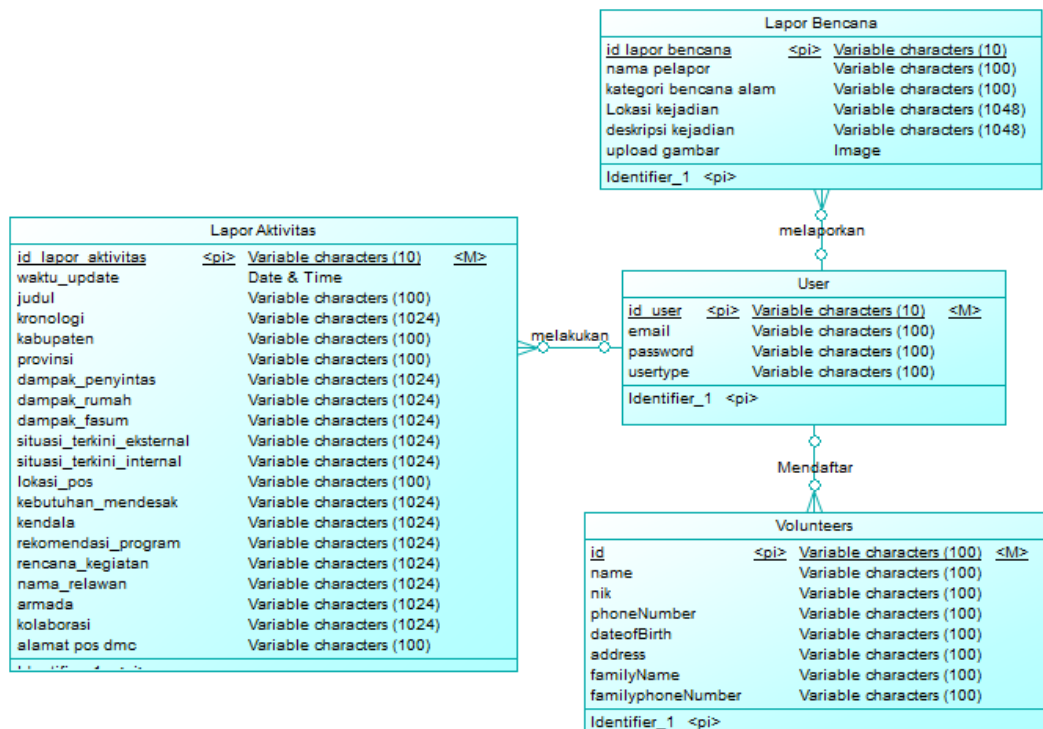 Lapor Bencana
id lapor bencana <pi> Variable characters (10)
nama pelapor Variable characters (100)
kategori bencana alam Variable characters (100)
Lokasi kejadian Variable characters (1048)
deskripsi kejadian Variable characters (1048)
upload gambar Image
Identifier_1 <pi>
melaporkan
Lapor Aktivitas
id_lapor_aktivitas <pi> Variable characters (10) <M>
waktu_update Date & Time
judul Variable characters (100)
kronologi Variable characters (1024)
kabupaten Variable characters (100)
provinsi Variable characters (100)
dampak_penyintas Variable characters (1024)
dampak_rumah Variable characters (1024)
dampak_fasum Variable characters (1024)
situasi_terkini_eksternal Variable characters (1024)
situasi_terkini_internal Variable characters (1024)
lokasi_pos Variable characters (100)
kebutuhan_mendesak Variable characters (1024)
kendala Variable characters (1024)
rekomendasi_program Variable characters (1024)
rencana_kegiatan Variable characters (1024)
nama_relawan Variable characters (1024)
armada Variable characters (1024)
kolaborasi Variable characters (1024)
alamat pos dmc Variable characters (100)
melakukan
User
id_user <pi> Variable characters (10) <M>
email Variable characters (100)
password Variable characters (100)
usertype Variable characters (100)
Identifier_1 <pi>
Mendaftar
Volunteers
id <pi> Variable characters (100) <M>
name Variable characters (100)
nik Variable characters (100)
phoneNumber Variable characters (100)
dateofBirth Variable characters (100)
address Variable characters (100)
familyName Variable characters (100)
familyphoneNumber Variable characters (100)
Identifier_1 <pi>